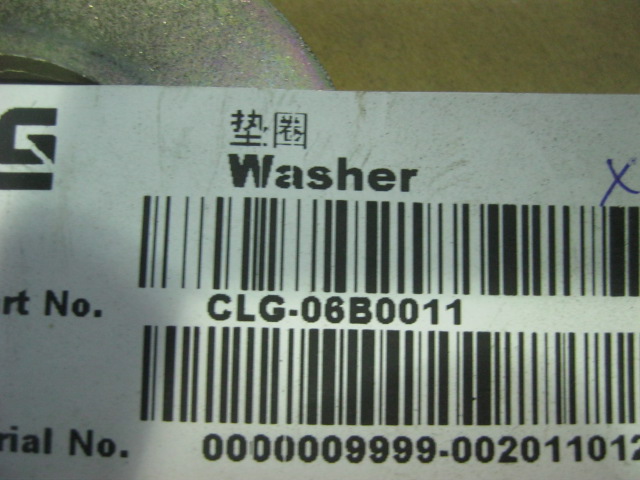 垫圈
Washer
rt No. CLG-06B0011
rial No. 0000009999-002011012